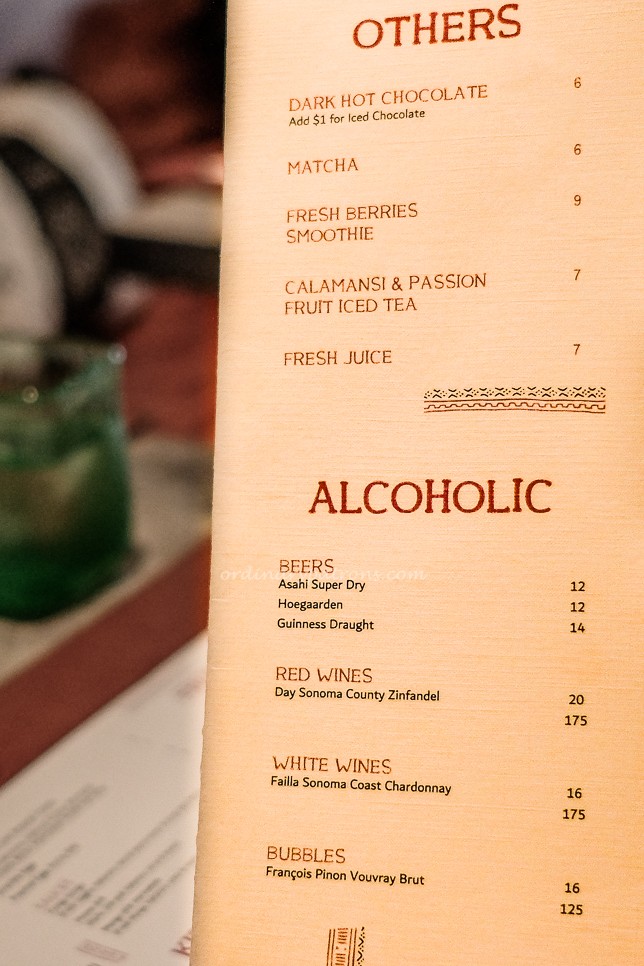 OTHERS
DARK HOT CHOCOLATE 6
Add $1 for Iced Chocolate
MATCHA 6
FRESH BERRIES 9
SMOOTHIE
CALAMANSI & PASSION 7
FRUIT ICED TEA
FRESH JUICE 7
ALCOHOLIC
BEERS
Asahi Super Dry 12
Hoegaarden 12
Guinness Draught 14
RED WINES
Day Sonoma County Zinfandel 20
175
WHITE WINES
Failla Sonoma Coast Chardonnay 16
175
BUBBLES
François Pinon Vouvray Brut 16
125